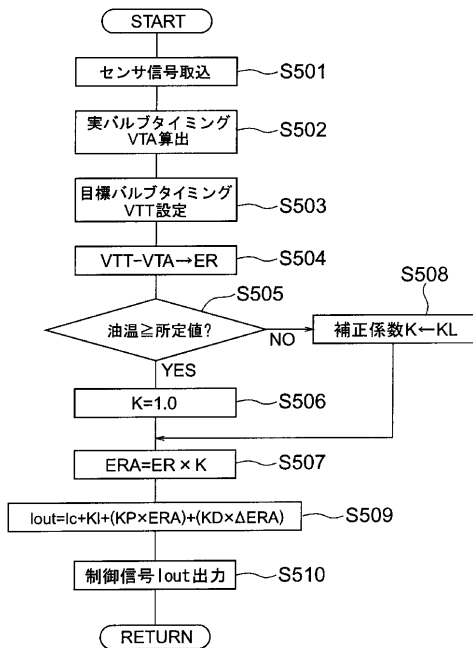 START
センサ信号取込
S501
実バルブタイミング
VTA算出
S502
目標バルブタイミング
VTT設定
S503
VTT-VTA→ER
S504
S505
油温≧所定値?
NO
YES
S508
補正係数K←KL
K=1.0
S506
ERA=ER×K
S507
Iout=Ic+KI+(KP×ERA)+(KD×ΔERA)
S509
制御信号Iout出力
S510
RETURN